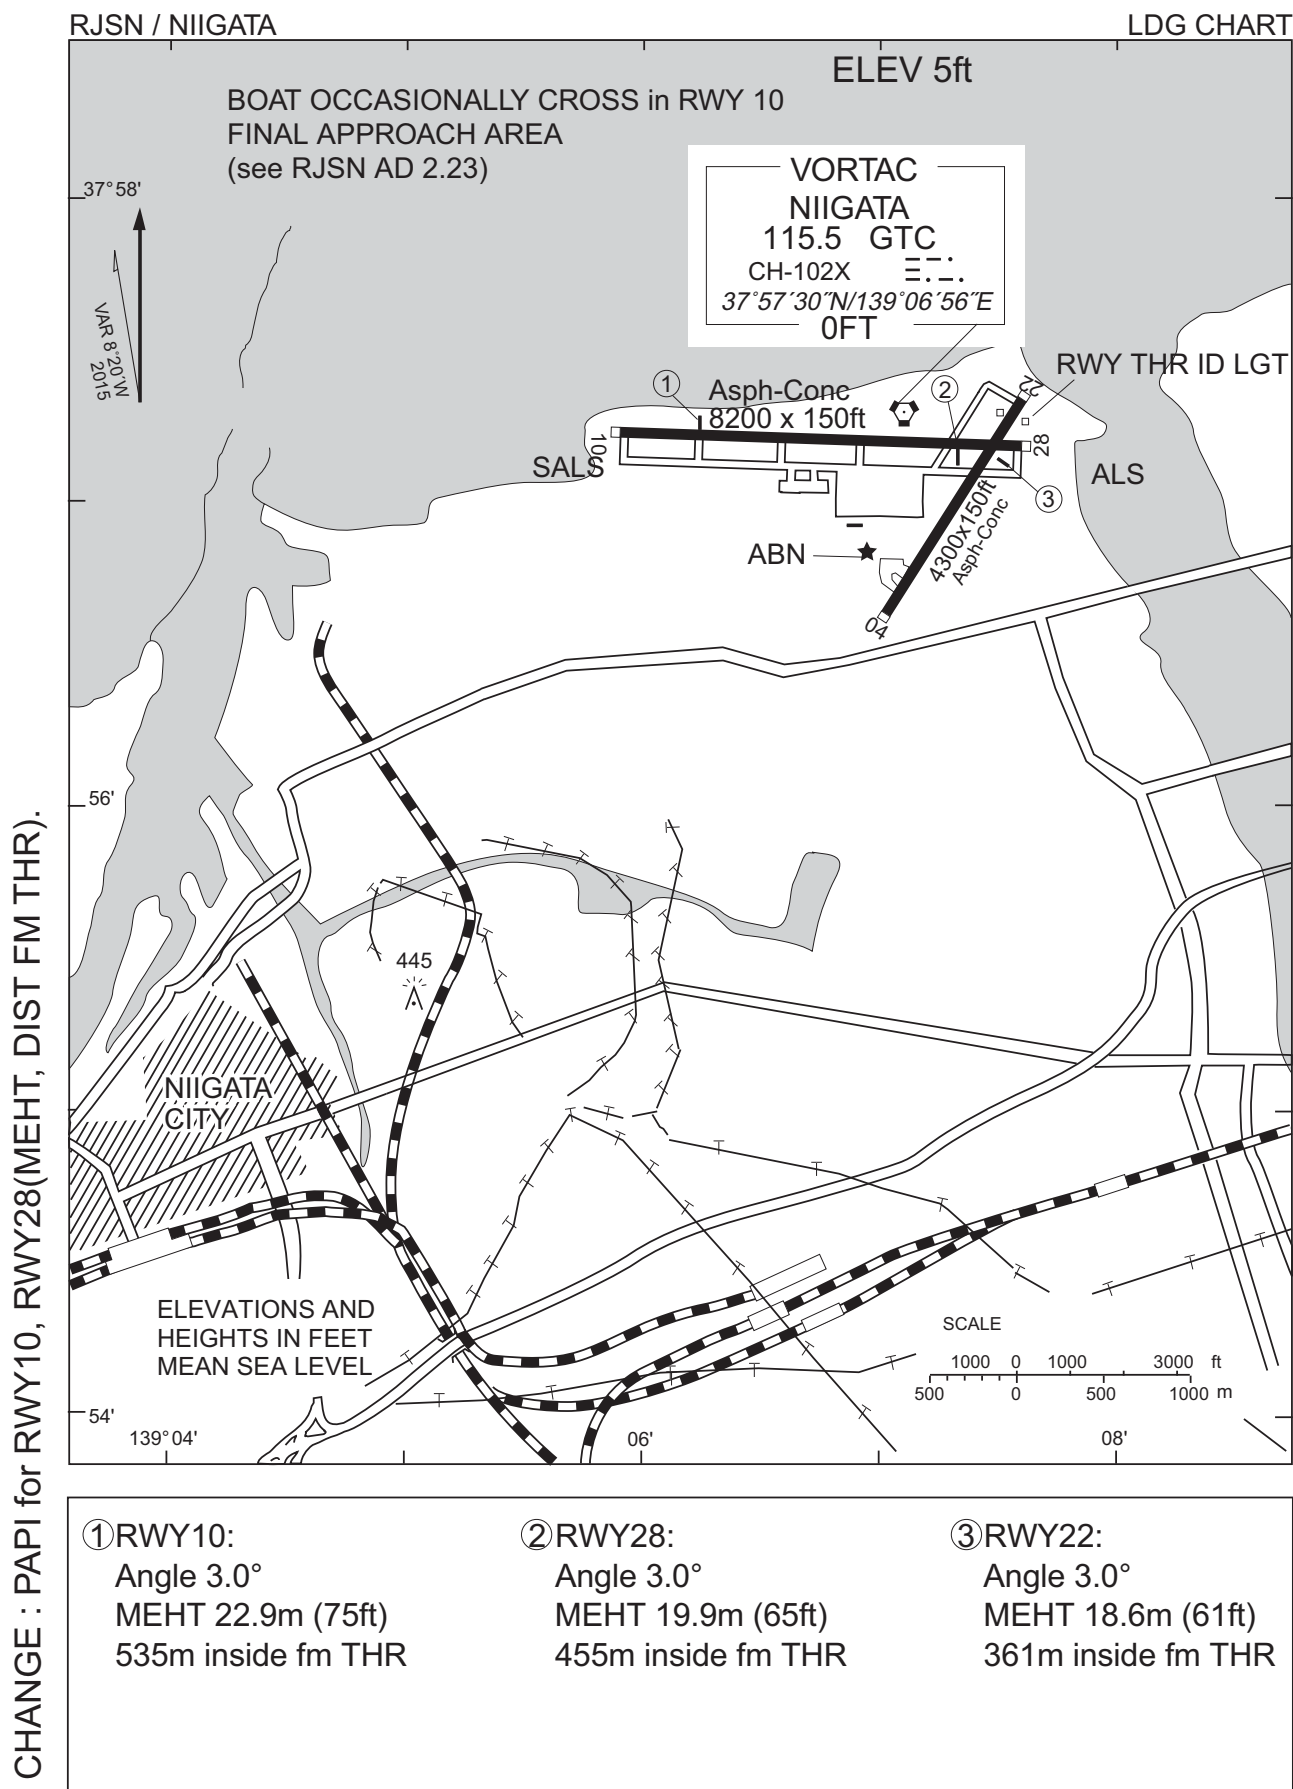 RJSN / NIIGATA
LDG CHART
ELEV 5ft
BOAT OCCASIONALLY CROSS in RWY 10
FINAL APPROACH AREA
(see RJSN AD 2.23)
VORTAC
NIIGATA
115.5 GTC
CH-102X
37°57´30˝N/139°06´56˝E
0FT
37°58'
VAR 8°20´W
2015
RWY THR ID LGT
1
Asph-Conc
8200 x 150ft
2
22
10
28
SALS
ALS
3
4300x150ft
Asph-Conc
ABN
04
56'
445
NIIGATA
CITY
ELEVATIONS AND
HEIGHTS IN FEET
MEAN SEA LEVEL
SCALE
1000 0 1000 3000 ft
500 0 500 1000 m
54'
139°04'
06'
08'
CHANGE : PAPI for RWY10, RWY28(MEHT, DIST FM THR).
①RWY10:
Angle 3.0°
MEHT 22.9m (75ft)
535m inside fm THR
②RWY28:
Angle 3.0°
MEHT 19.9m (65ft)
455m inside fm THR
③RWY22:
Angle 3.0°
MEHT 18.6m (61ft)
361m inside fm THR